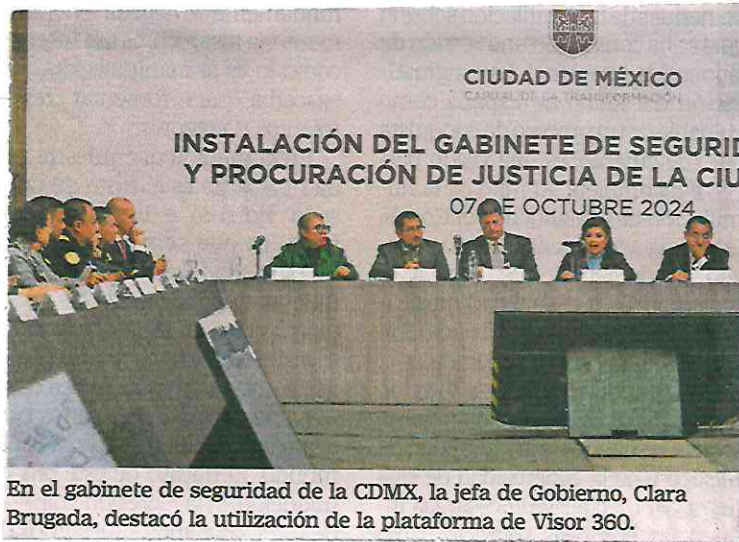 CIUDAD DE MÉXICO
CAPITAL DE LA TRANSFORMACIÓN
INSTALACIÓN DEL GABINETE DE SEGURID
Y PROCURACIÓN DE JUSTICIA DE LA CIU
07 DE OCTUBRE 2024
En el gabinete de seguridad de la CDMX, la jefa de Gobierno, Clara
Brugada, destacó la utilización de la plataforma de Visor 360.